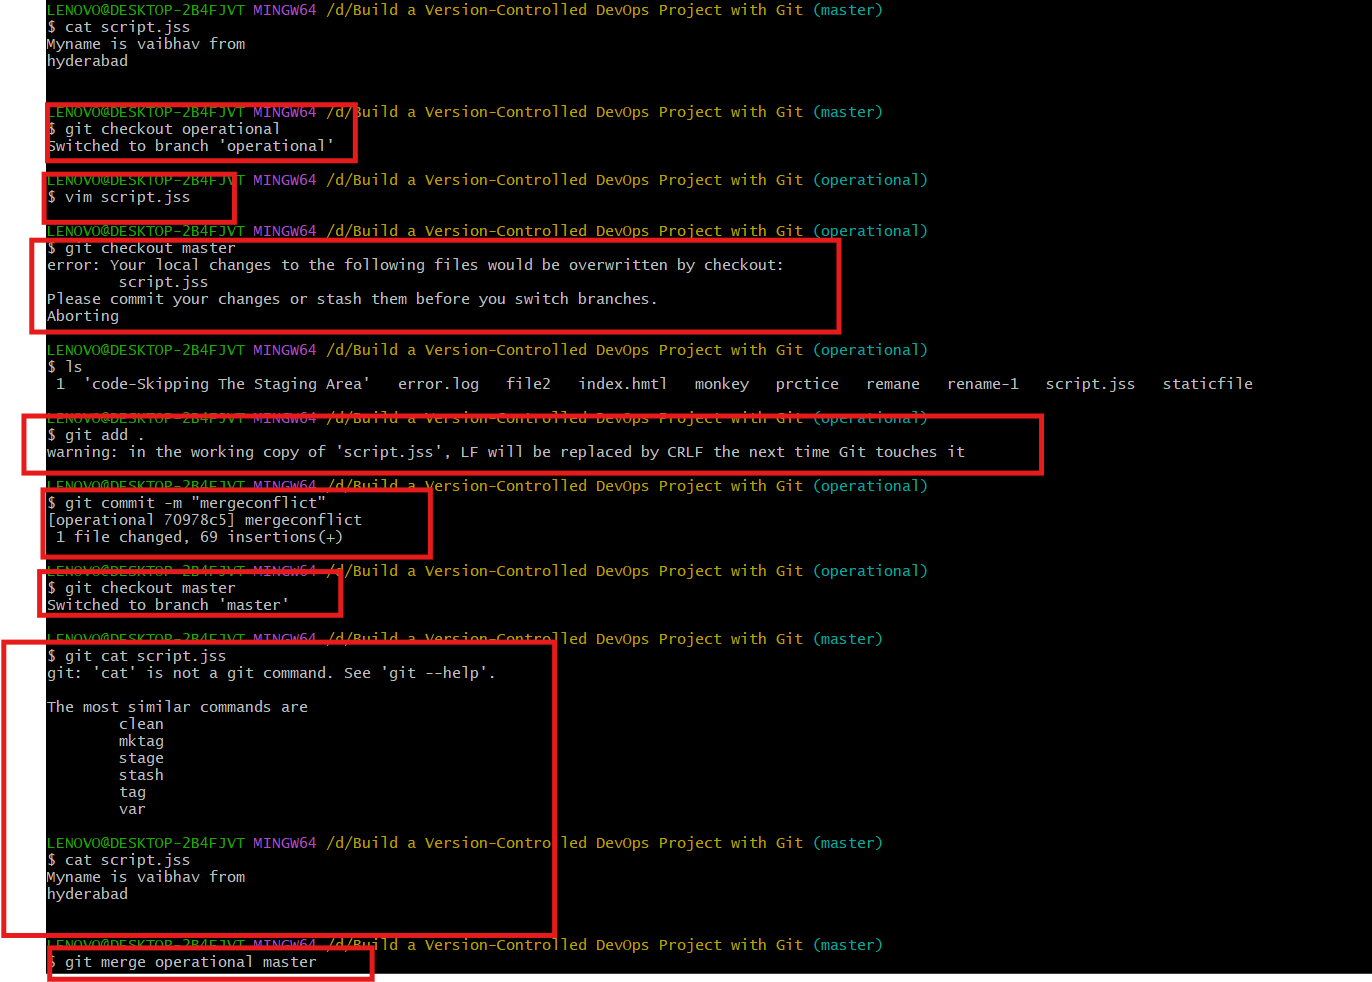 LENOVO@DESKTOP-2B4FJVT MINGW64 /d/Build a Version-Controlled DevOps Project with Git (master)
$ cat script.jss
Myname is vaibhav from
hyderabad
LENOVO@DESKTOP-2B4FJVT MINGW64 /d/Build a Version-Controlled DevOps Project with Git (master)
$ git checkout operational
Switched to branch 'operational'
LENOVO@DESKTOP-2B4FJVT MINGW64 /d/Build a Version-Controlled DevOps Project with Git (operational)
$ vim script.jss
LENOVO@DESKTOP-2B4FJVT MINGW64 /d/Build a Version-Controlled DevOps Project with Git (operational)
$ git checkout master
error: Your local changes to the following files would be overwritten by checkout:
        script.jss
Please commit your changes or stash them before you switch branches.
Aborting
LENOVO@DESKTOP-2B4FJVT MINGW64 /d/Build a Version-Controlled DevOps Project with Git (operational)
$ ls
 1  'code-Skipping The Staging Area'   error.log   file2   index.hmtl   monkey   prctice   remane   rename-1   script.jss   staticfile
LENOVO@DESKTOP-2B4FJVT MINGW64 /d/Build a Version-Controlled DevOps Project with Git (operational)
$ git add .
warning: in the working copy of 'script.jss', LF will be replaced by CRLF the next time Git touches it
LENOVO@DESKTOP-2B4FJVT MINGW64 /d/Build a Version-Controlled DevOps Project with Git (operational)
$ git commit -m "mergeconflict"
[operational 70978c5] mergeconflict
 1 file changed, 69 insertions(+)
LENOVO@DESKTOP-2B4FJVT MINGW64 /d/Build a Version-Controlled DevOps Project with Git (operational)
$ git checkout master
Switched to branch 'master'
LENOVO@DESKTOP-2B4FJVT MINGW64 /d/Build a Version-Controlled DevOps Project with Git (master)
$ git cat script.jss
git: 'cat' is not a git command. See 'git --help'.
The most similar commands are
        clean
        mktag
        stage
        stash
        tag
        var
LENOVO@DESKTOP-2B4FJVT MINGW64 /d/Build a Version-Controlled DevOps Project with Git (master)
$ cat script.jss
Myname is vaibhav from
hyderabad
LENOVO@DESKTOP-2B4FJVT MINGW64 /d/Build a Version-Controlled DevOps Project with Git (master)
$ git merge operational master